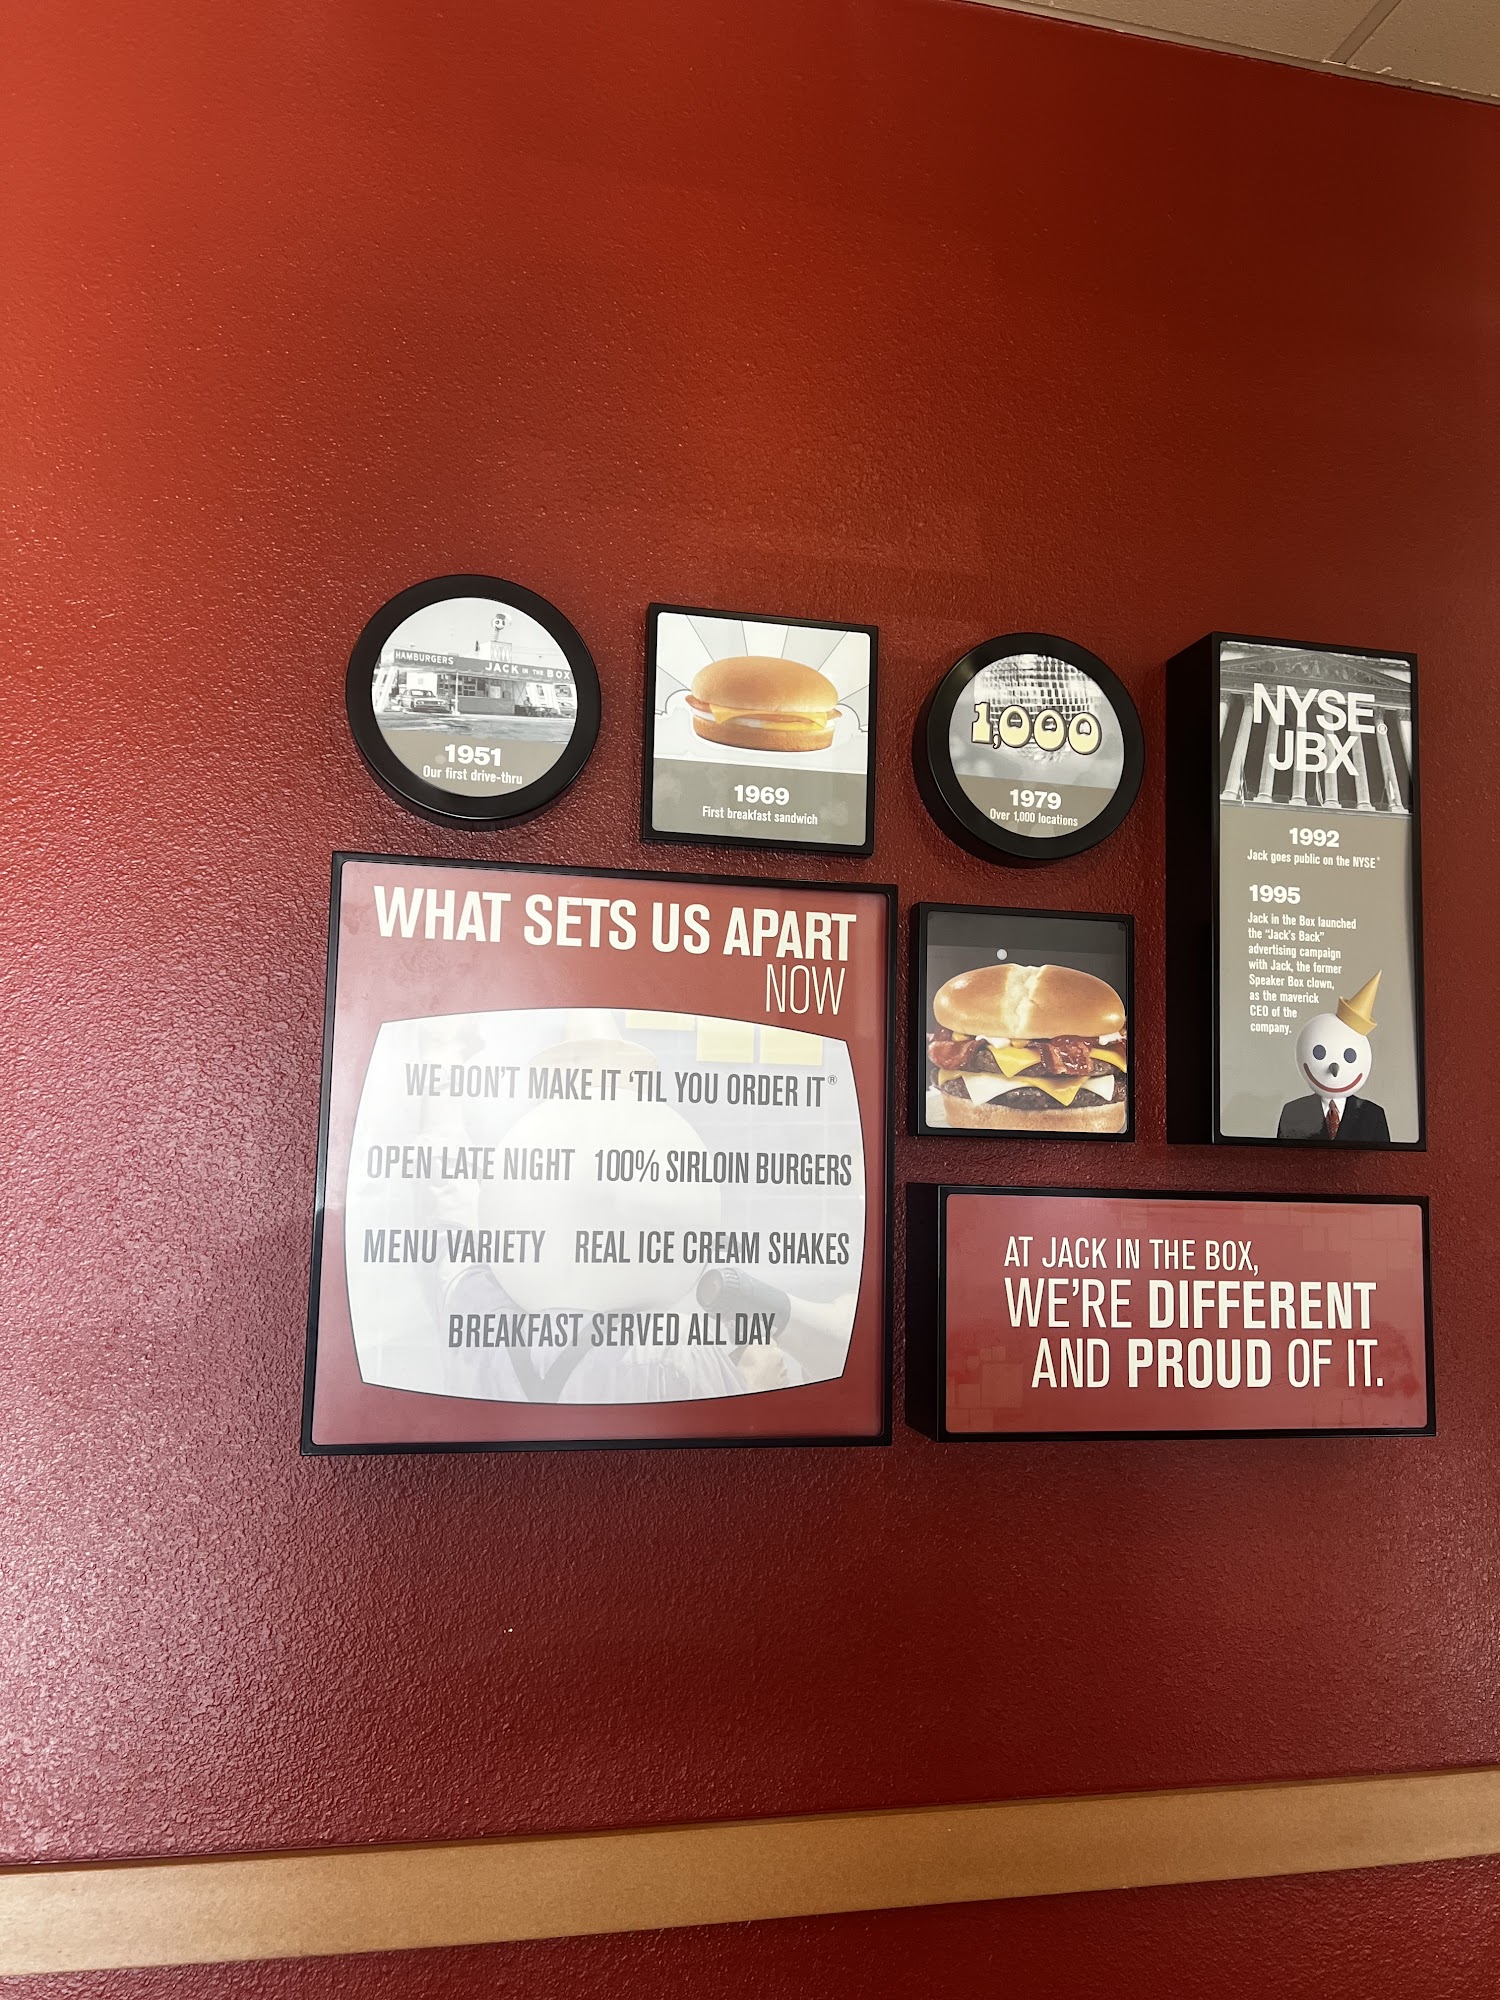 HAMBURGERS JACK IN THE BOX
1951
Our first drive-thru
1969
First breakfast sandwich
1,000
1979
Over 1,000 locations
NYSE®
JBX
1992
Jack goes public on the NYSE®
1995
Jack in the Box launched
the "Jack's Back"
advertising campaign
with Jack, the former
Speaker Box clown,
as the maverick
CEO of the
company.
WHAT SETS US APART
NOW
WE DON'T MAKE IT 'TIL YOU ORDER IT®
OPEN LATE NIGHT 100% SIRLOIN BURGERS
MENU VARIETY REAL ICE CREAM SHAKES
BREAKFAST SERVED ALL DAY
AT JACK IN THE BOX,
WE'RE DIFFERENT
AND PROUD OF IT.